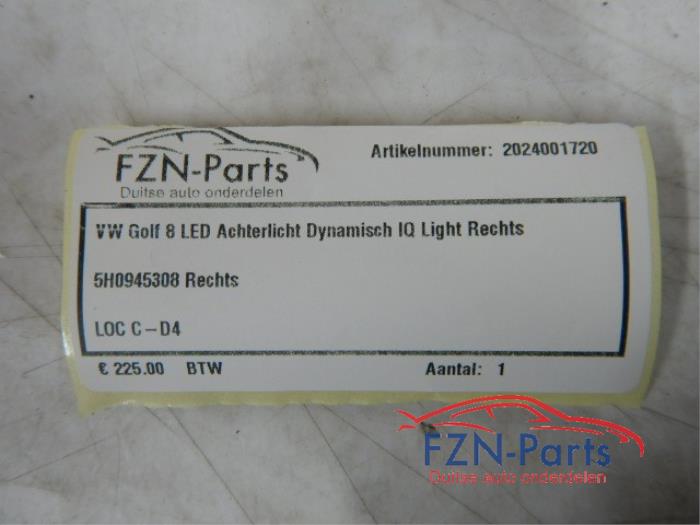 FZN-Parts
Duitse auto onderdelen
Artikelnummer: 2024001720
VW Golf 8 LED Achterlicht Dynamisch IQ Light Rechts
5H0945308 Rechts
LOC C-D4
€ 225.00 BTW
Aantal: 1
FZN-Parts
Duitse auto onderdelen